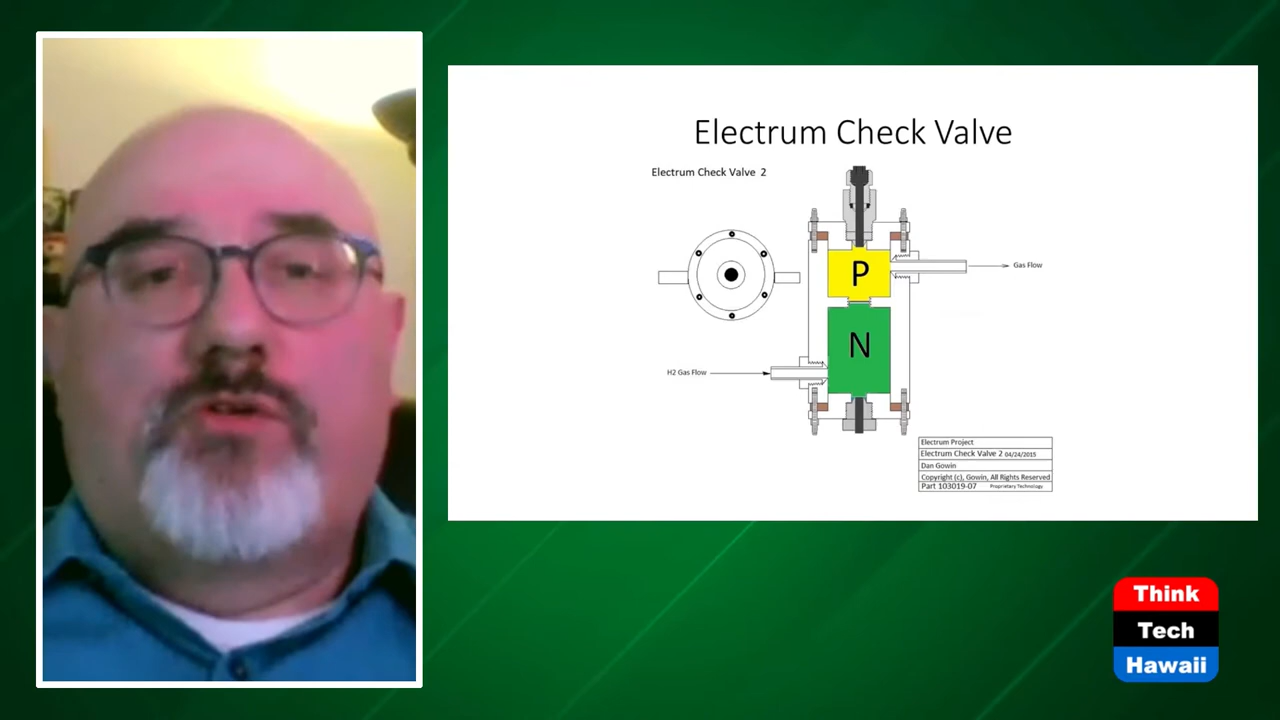 Electrum Check Valve
Electrum Check Valve 2
P
Gas Flow
N
H2 Gas Flow
Electrum Project
Electrum Check Valve 2 04/24/2015
Dan Gowin
Copyright (c), Gowin, All Rights Reserved
Part 103019-07 Proprietary Technology
Think
Tech
Hawaii